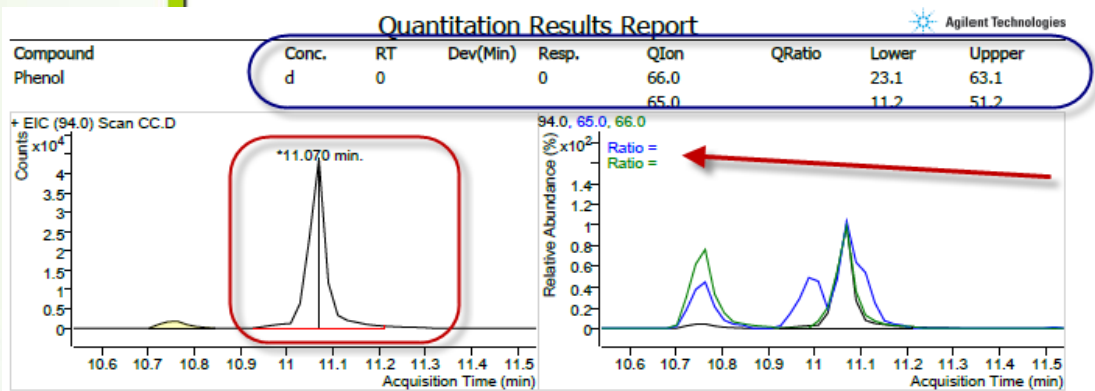 Quantitation Results Report
Agilent Technologies
Compound Conc. RT Dev(Min) Resp. QIon QRatio Lower Uppper
Phenol d 0 0 66.0 23.1 63.1
65.0 11.2 51.2
+ EIC (94.0) Scan CC.D
Counts
x10⁴
*11.070 min.
4
3.5
3
2.5
2
1.5
1
0.5
0
10.6 10.7 10.8 10.9 11 11.1 11.2 11.3 11.4 11.5
Acquisition Time (min)
94.0, 65.0, 66.0
Relative Abundance (%)
x10²
Ratio =
Ratio =
1.4
1.2
1
0.8
0.6
0.4
0.2
0
10.6 10.7 10.8 10.9 11 11.1 11.2 11.3 11.4 11.5
Acquisition Time (min)